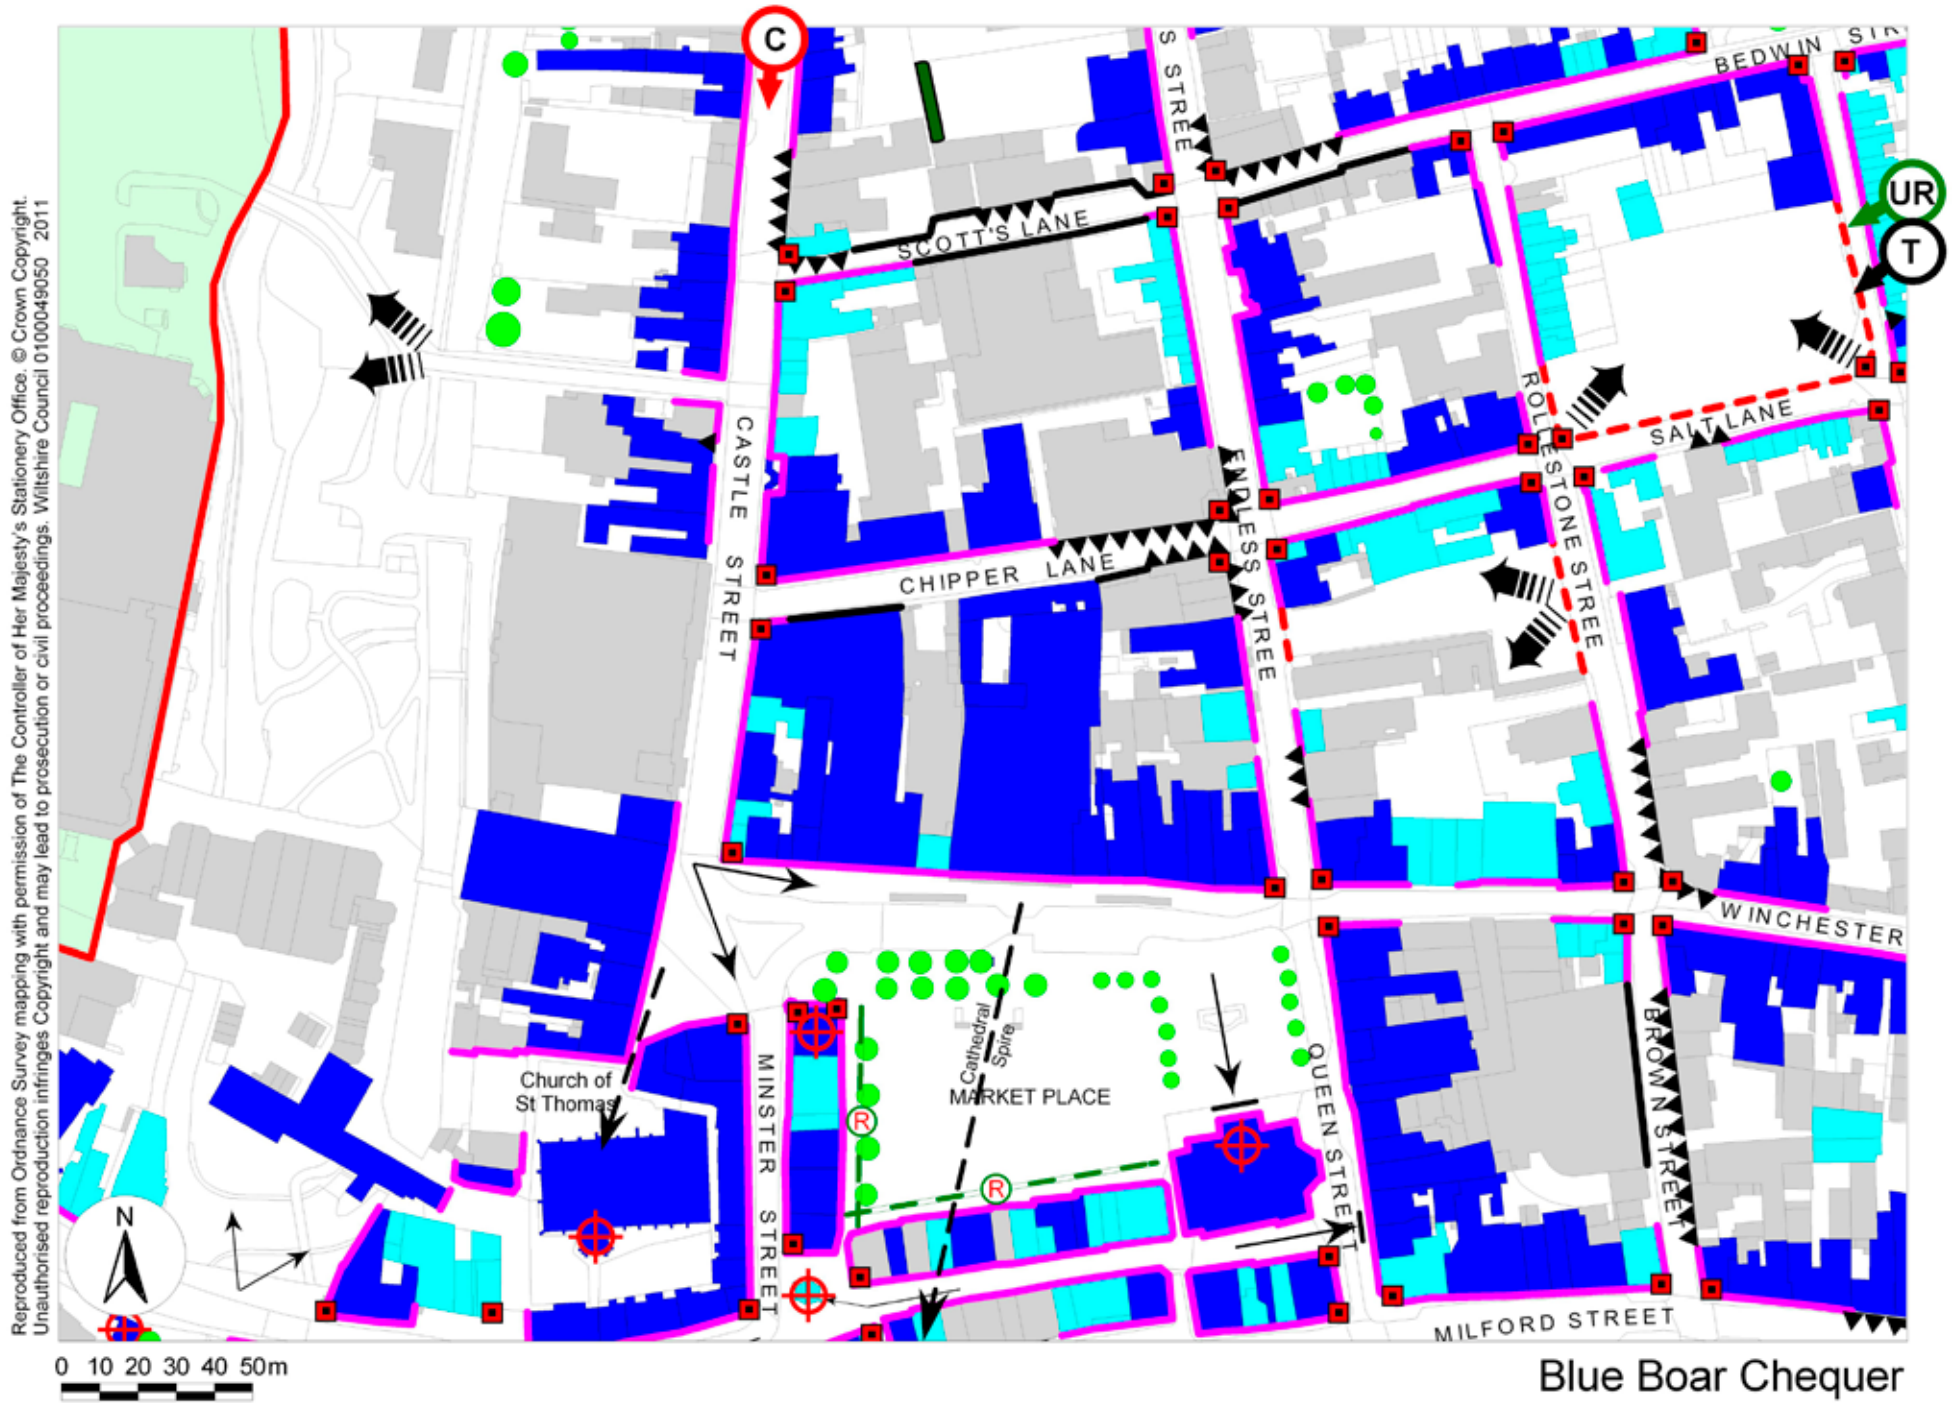 C
S STREE
BEDWIN STR
UR
T
SCOTT'S LANE
CASTLE STREET
ROLLESTONE STREE
SALT LANE
ENDLESS STREE
CHIPPER LANE
WINCHESTER
Church of
St Thomas
MINSTER STREET
Cathedral
Spire
MARKET PLACE
R
R
QUEEN STREET
BROWN STREET
MILFORD STREET
N
Reproduced from Ordnance Survey mapping with permission of The Controller of Her Majesty's Stationery Office. © Crown Copyright.
Unauthorised reproduction infringes Copyright and may lead to prosecution or civil proceedings. Wiltshire Council 0100049050 2011
0 10 20 30 40 50m
Blue Boar Chequer